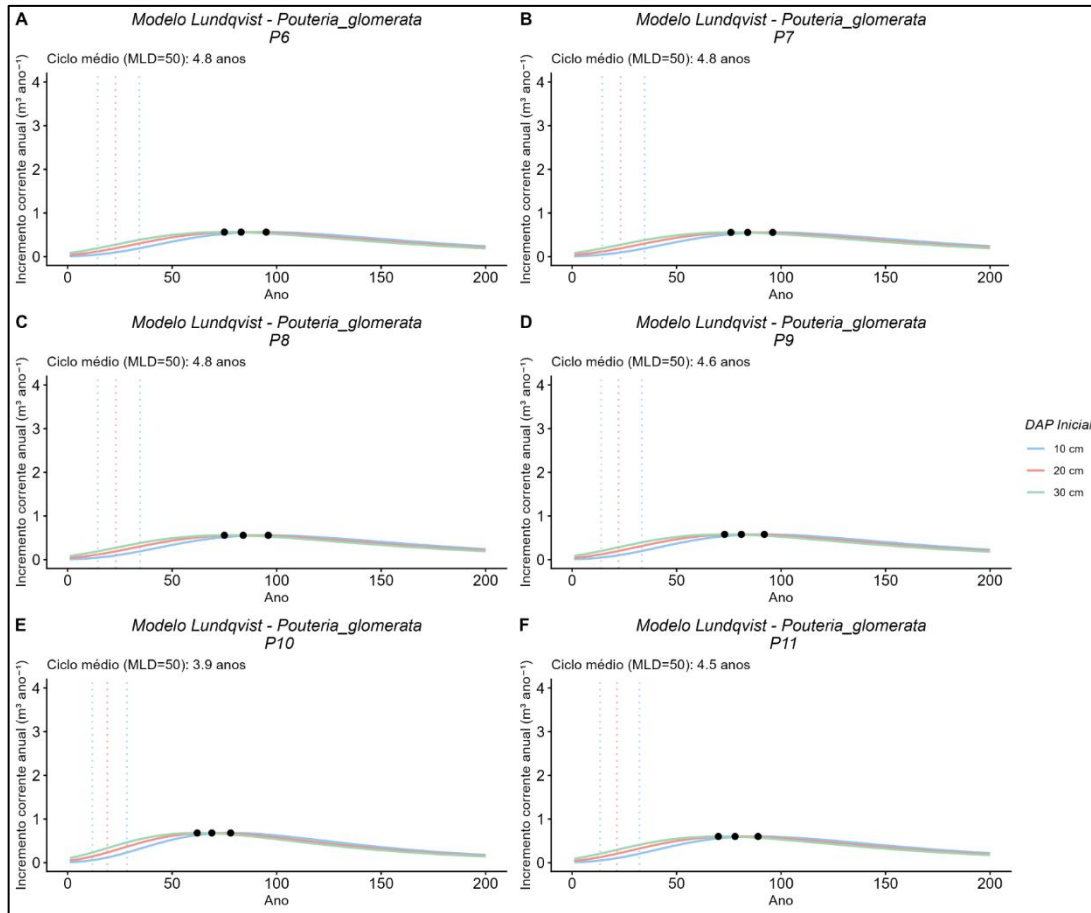 A
Modelo Lundqvist - Pouteria_glomerata
P6
Ciclo médio (MLD=50): 4.8 anos
Incremento corrente anual (m³ ano⁻¹)
4
3
2
1
0
0 50 100 150 200
Ano
B
Modelo Lundqvist - Pouteria_glomerata
P7
Ciclo médio (MLD=50): 4.8 anos
Incremento corrente anual (m³ ano⁻¹)
4
3
2
1
0
0 50 100 150 200
Ano
C
Modelo Lundqvist - Pouteria_glomerata
P8
Ciclo médio (MLD=50): 4.8 anos
Incremento corrente anual (m³ ano⁻¹)
4
3
2
1
0
0 50 100 150 200
Ano
D
Modelo Lundqvist - Pouteria_glomerata
P9
Ciclo médio (MLD=50): 4.6 anos
Incremento corrente anual (m³ ano⁻¹)
4
3
2
1
0
0 50 100 150 200
Ano
DAP Inicial
10 cm
20 cm
30 cm
E
Modelo Lundqvist - Pouteria_glomerata
P10
Ciclo médio (MLD=50): 3.9 anos
Incremento corrente anual (m³ ano⁻¹)
4
3
2
1
0
0 50 100 150 200
Ano
F
Modelo Lundqvist - Pouteria_glomerata
P11
Ciclo médio (MLD=50): 4.5 anos
Incremento corrente anual (m³ ano⁻¹)
4
3
2
1
0
0 50 100 150 200
Ano